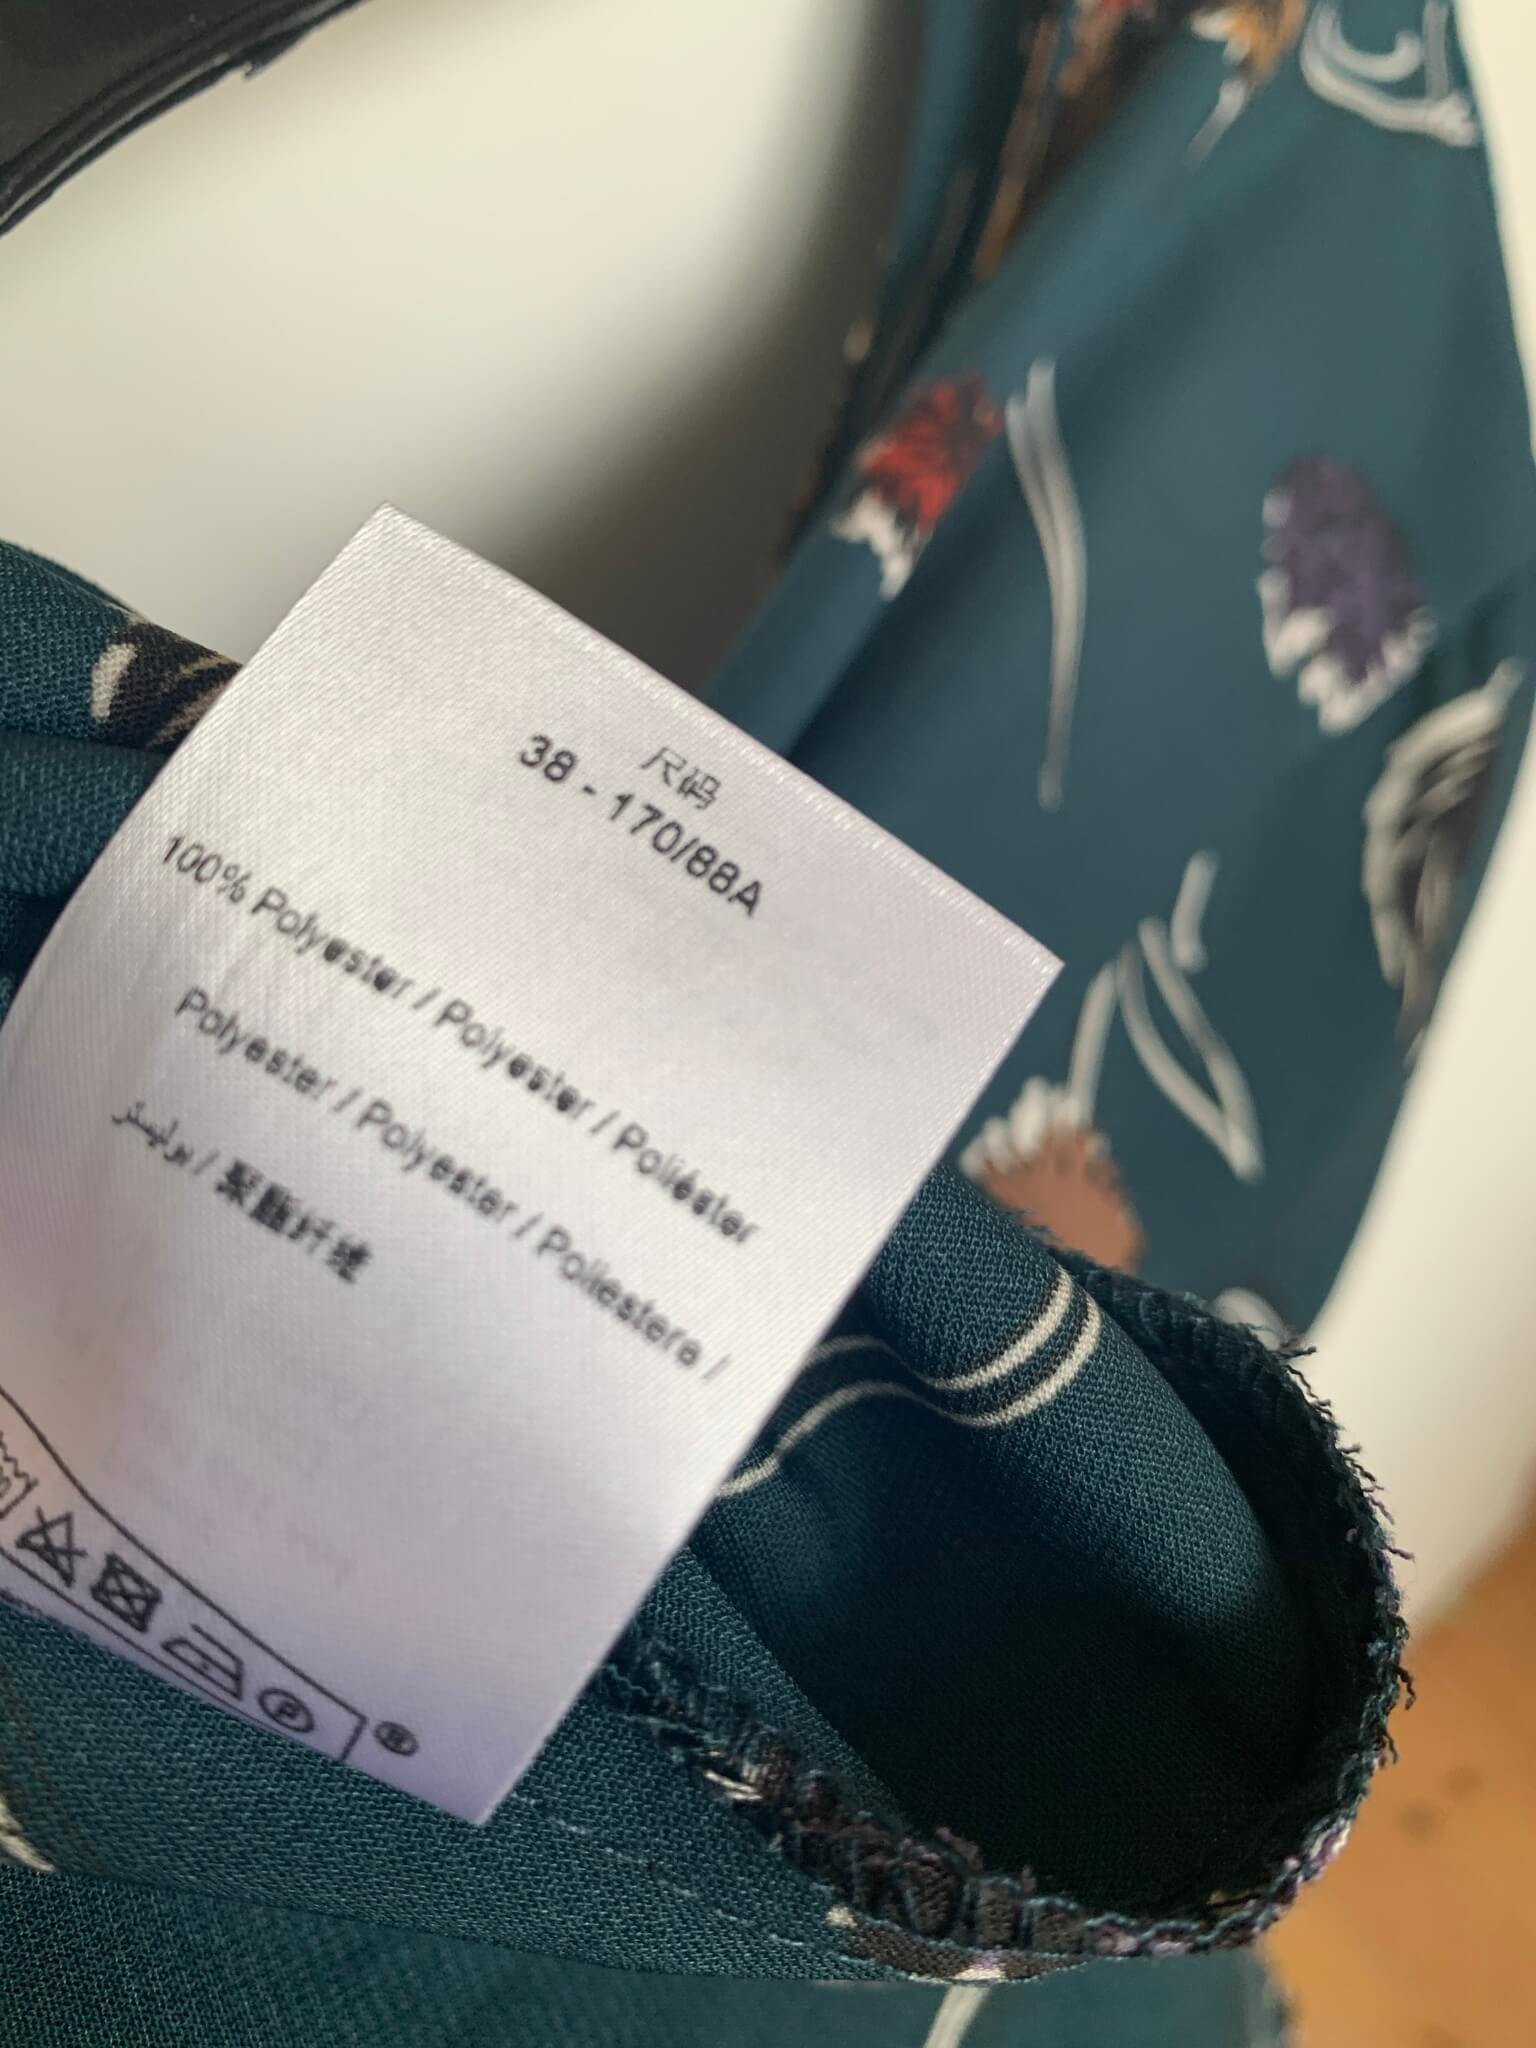 尺码
38 - 170/88A
100% Polyester / Polyester / Poliéster
Polyester / Polyester / Poliestere /
بوليستر / 聚酯纤维
P
®